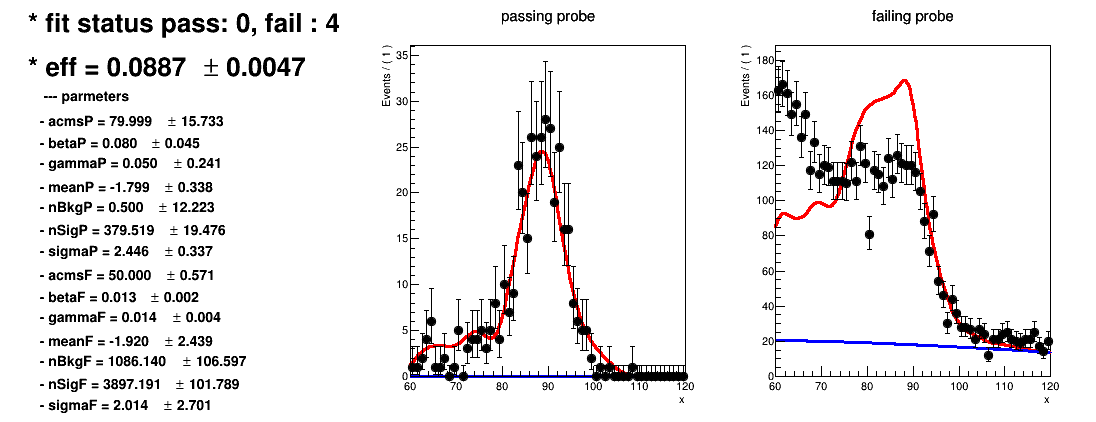 * fit status pass: 0, fail : 4
* eff = 0.0887 ± 0.0047
--- parmeters
- acmsP = 79.999 ± 15.733
- betaP = 0.080 ± 0.045
- gammaP = 0.050 ± 0.241
- meanP = -1.799 ± 0.338
- nBkgP = 0.500 ± 12.223
- nSigP = 379.519 ± 19.476
- sigmaP = 2.446 ± 0.337
- acmsF = 50.000 ± 0.571
- betaF = 0.013 ± 0.002
- gammaF = 0.014 ± 0.004
- meanF = -1.920 ± 2.439
- nBkgF = 1086.140 ± 106.597
- nSigF = 3897.191 ± 101.789
- sigmaF = 2.014 ± 2.701
passing probe
Events / ( 1 )
35
30
25
20
15
10
5
0
60 70 80 90 100 110 120
x
failing probe
Events / ( 1 )
180
160
140
120
100
80
60
40
20
0
60 70 80 90 100 110 120
x